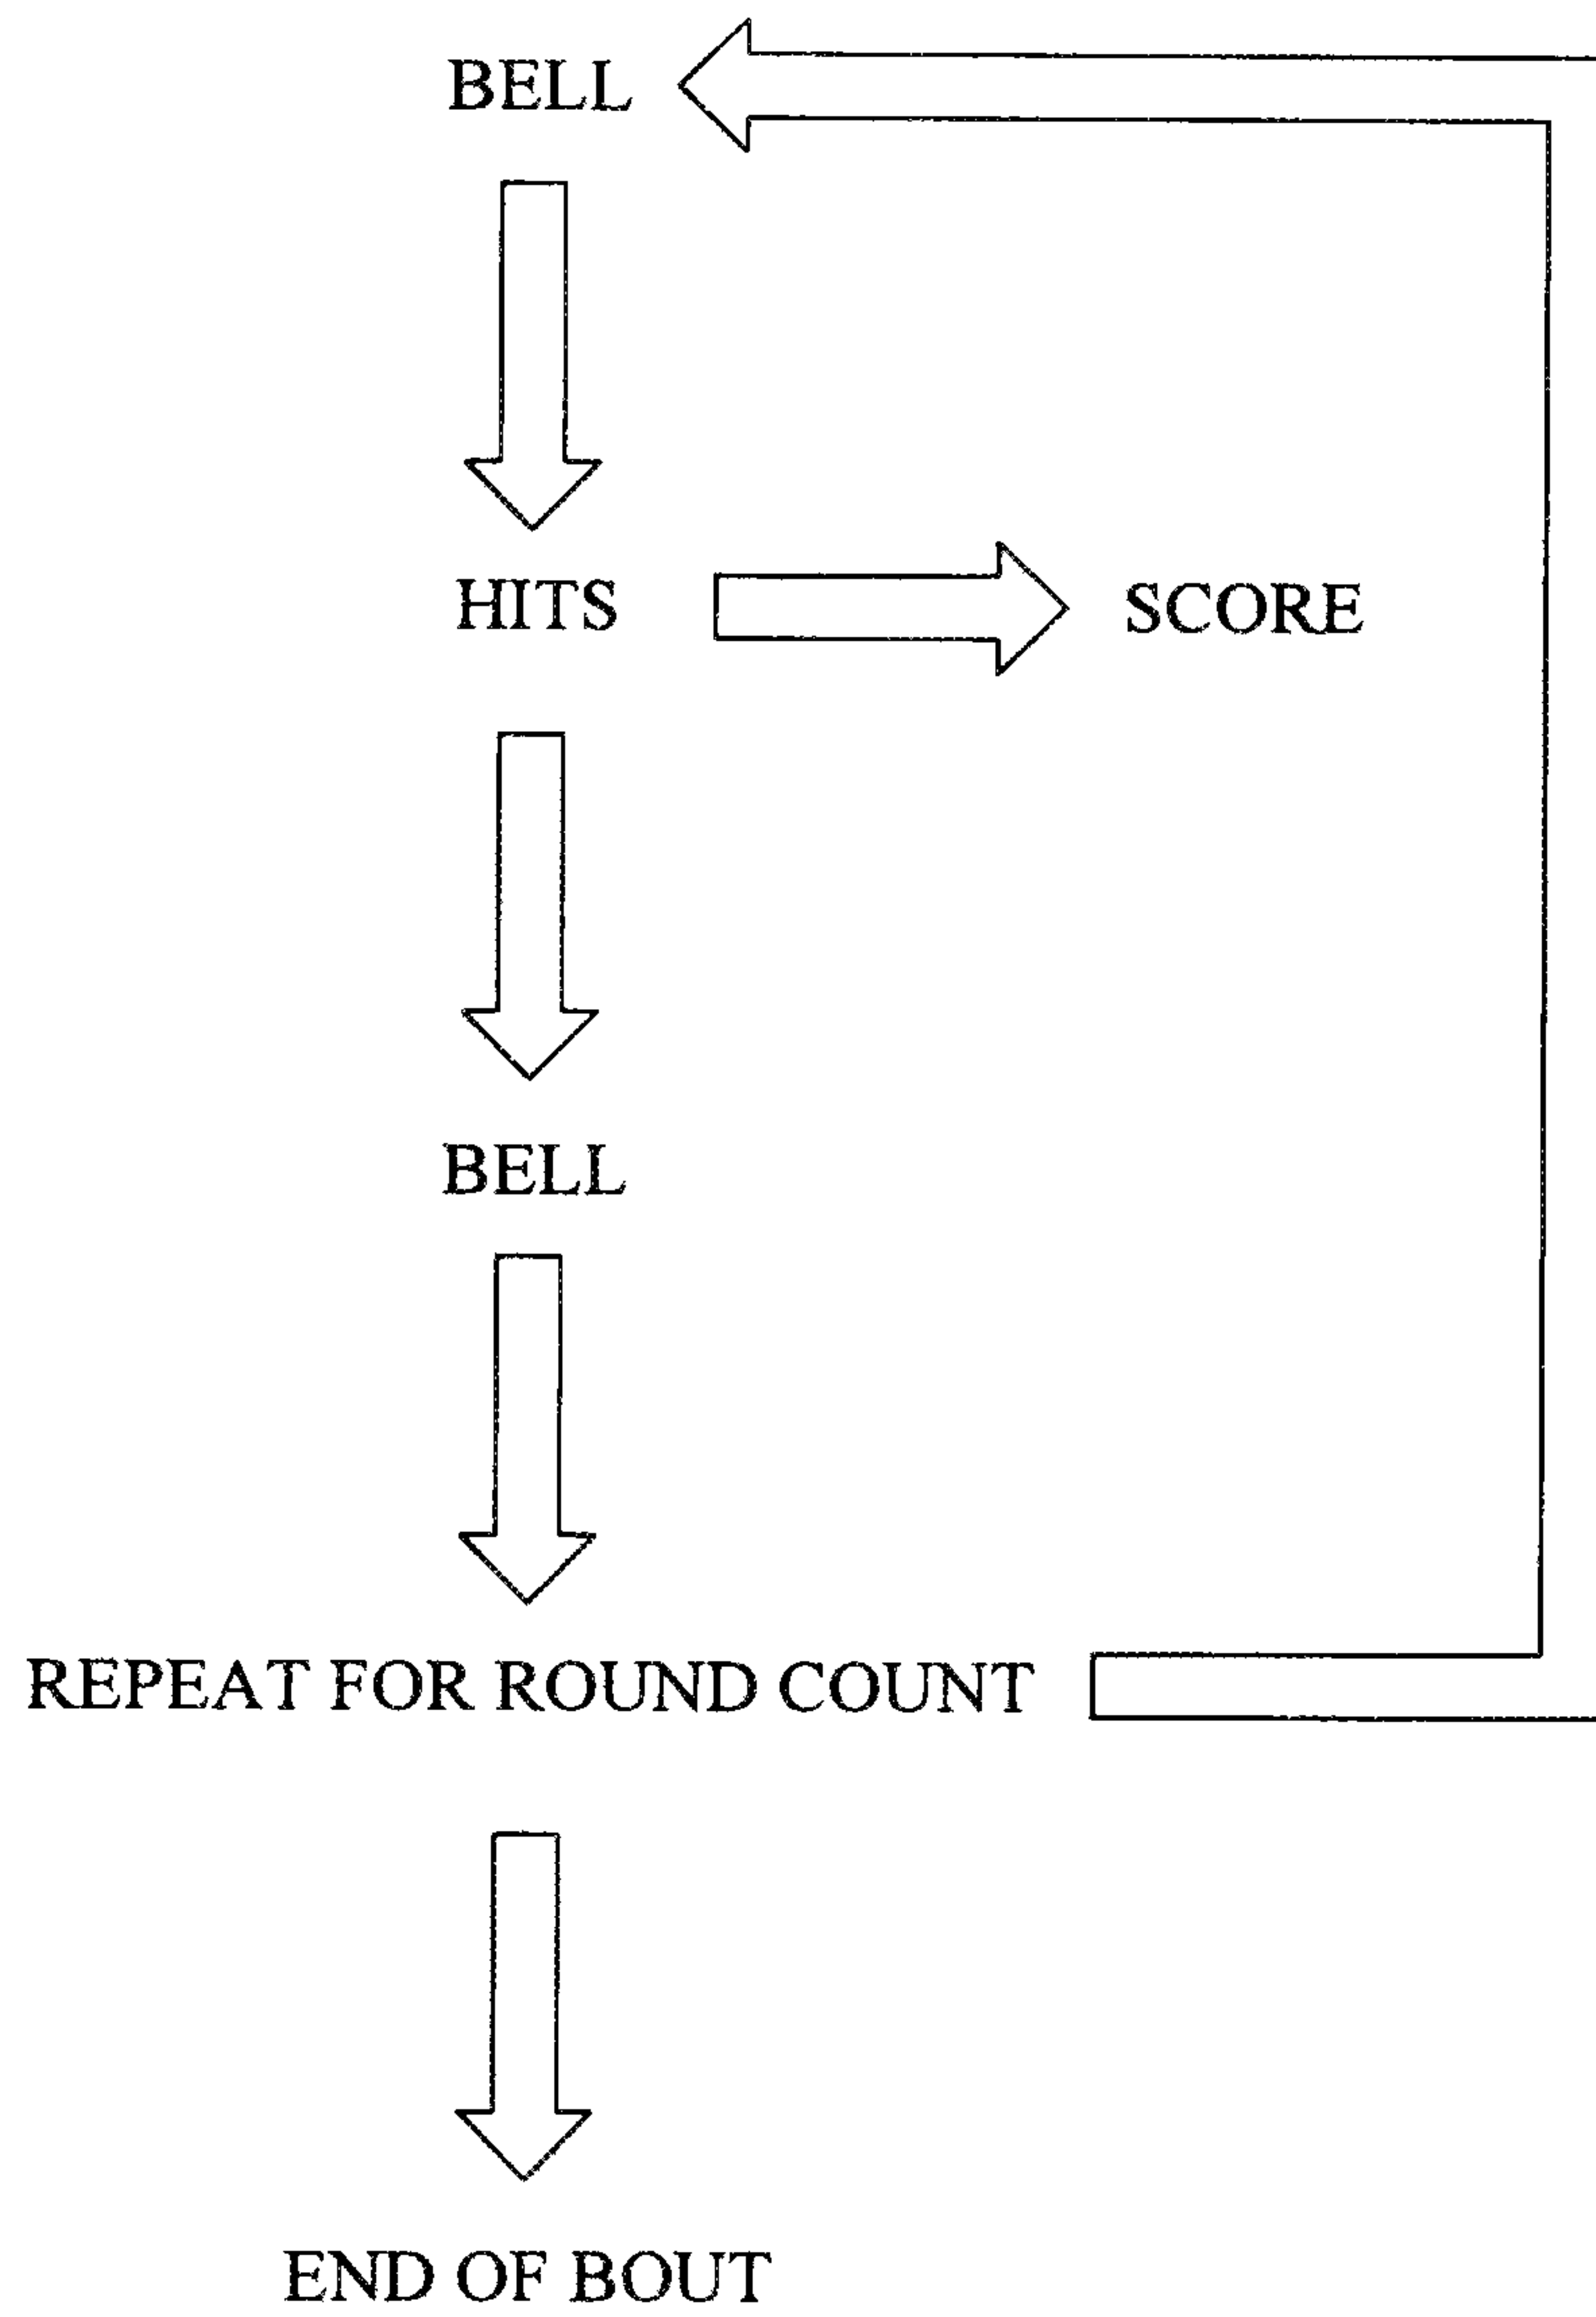 BELL
HITS
SCORE
BELL
REPEAT FOR ROUND COUNT
END OF BOUT